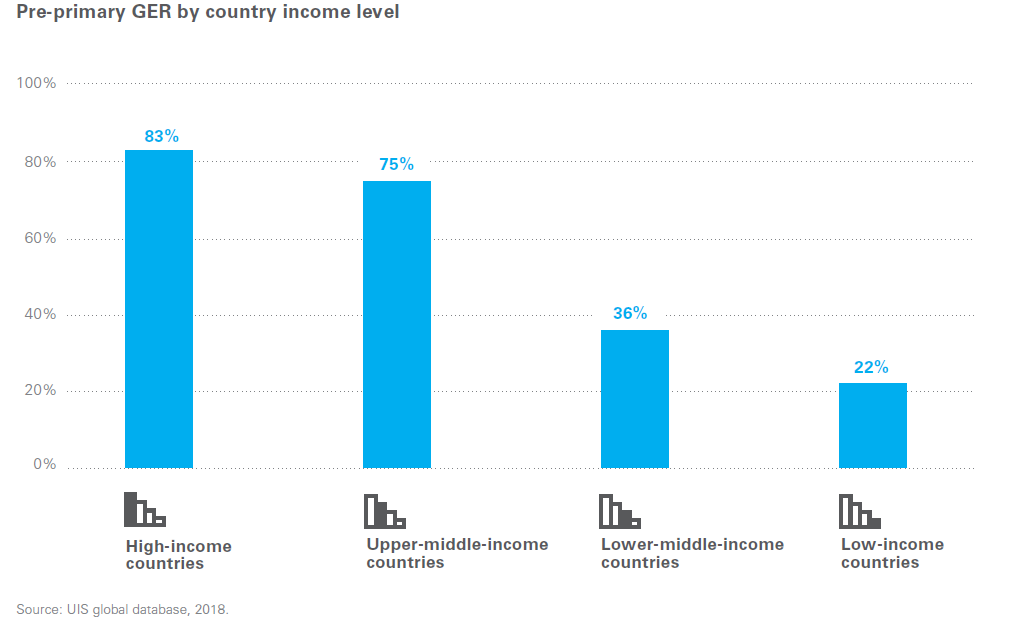 Pre-primary GER by country income level
100%
83%
80%
75%
60%
40%
36%
22%
20%
0%
High-income
countries
Upper-middle-income
countries
Lower-middle-income
countries
Low-income
countries
Source: UIS global database, 2018.